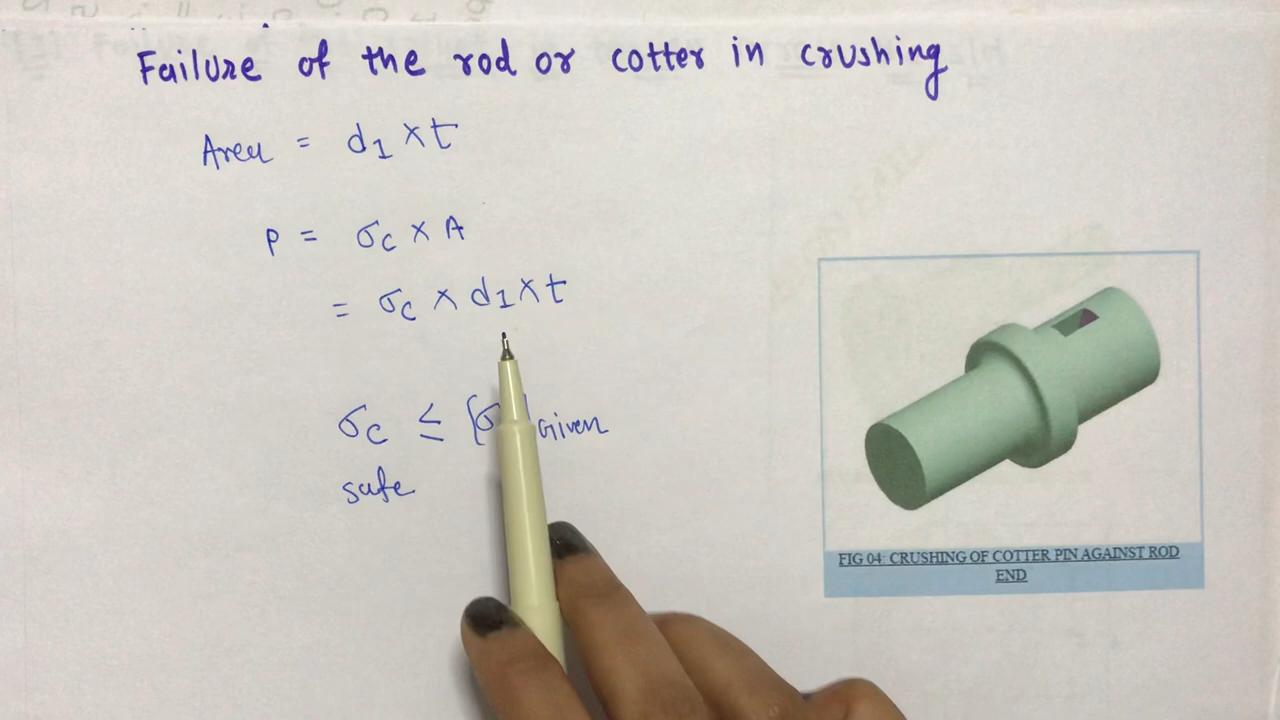 Failure of the rod or cotter in crushing
Area = d₁ × t
P = σc × A
= σc × d₁ × t
σc ≤ [σ ] Given
safe
FIG 04: CRUSHING OF COTTER PIN AGAINST ROD
END